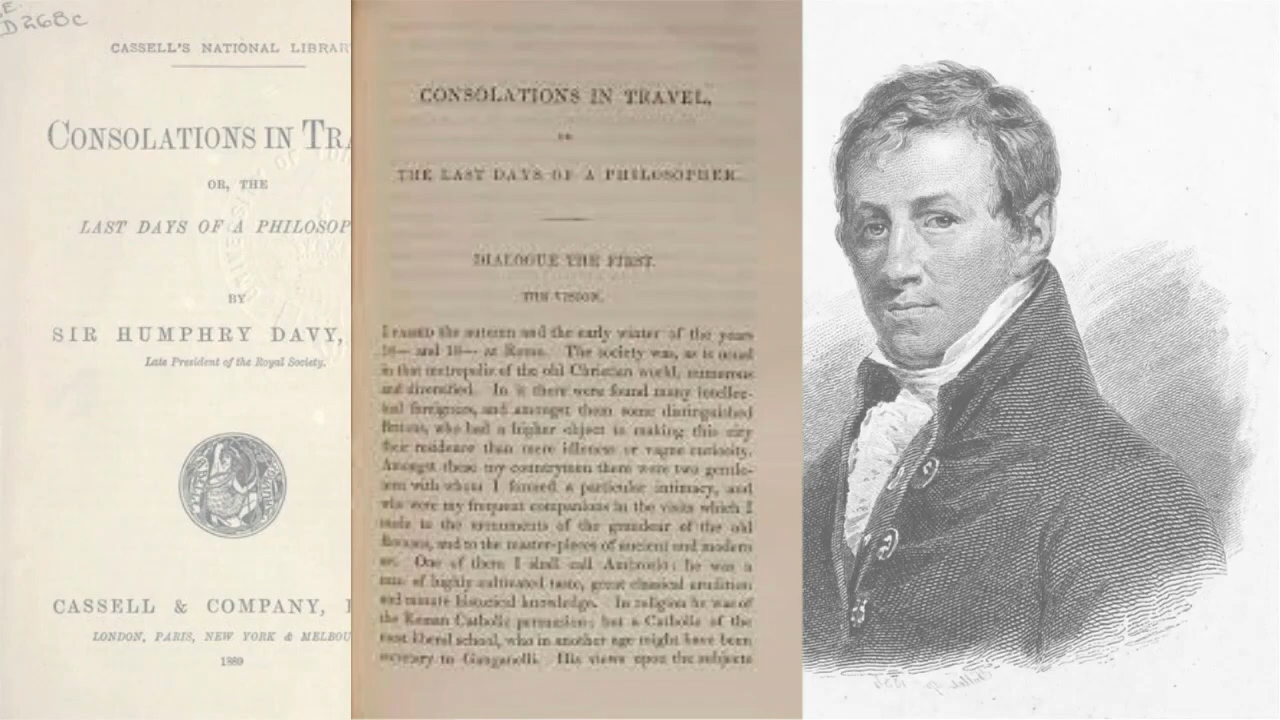 E.
D268c
CASSELL'S NATIONAL LIBRAR
CONSOLATIONS IN TRA
OR, THE
LAST DAYS OF A PHILOSOP
BY
SIR HUMPHRY DAVY,
Late President of the Royal Society.
CASSELL & COMPANY,
LONDON, PARIS, NEW YORK & MELBOU
1889
CONSOLATIONS IN TRAVEL,
OR
THE LAST DAYS OF A PHILOSOPHER.
DIALOGUE THE FIRST.
THE VISION.
I PASSED the autumn and the early winter of the years
18— and 18— at Rome. The society was, as is usual
in that metropolis of the old Christian world, numerous
and diversified. In it there were found many intellec-
tual foreigners, and amongst them some distinguished
Britons, who had a higher object in making this city
their residence than mere idleness or vague curiosity.
Amongst these my countrymen there were two gentle-
men with whom I formed a particular intimacy, and
who were my frequent companions in the visits which I
made to the monuments of the grandeur of the old
Romans, and to the master-pieces of ancient and modern
art. One of them I shall call Ambrosio: he was a
man of highly cultivated taste, great classical erudition
and minute historical knowledge. In religion he was of
the Roman Catholic persuasion; but a Catholic of the
most liberal school, who in another age might have been
secretary to Ganganelli. His views upon the subjects